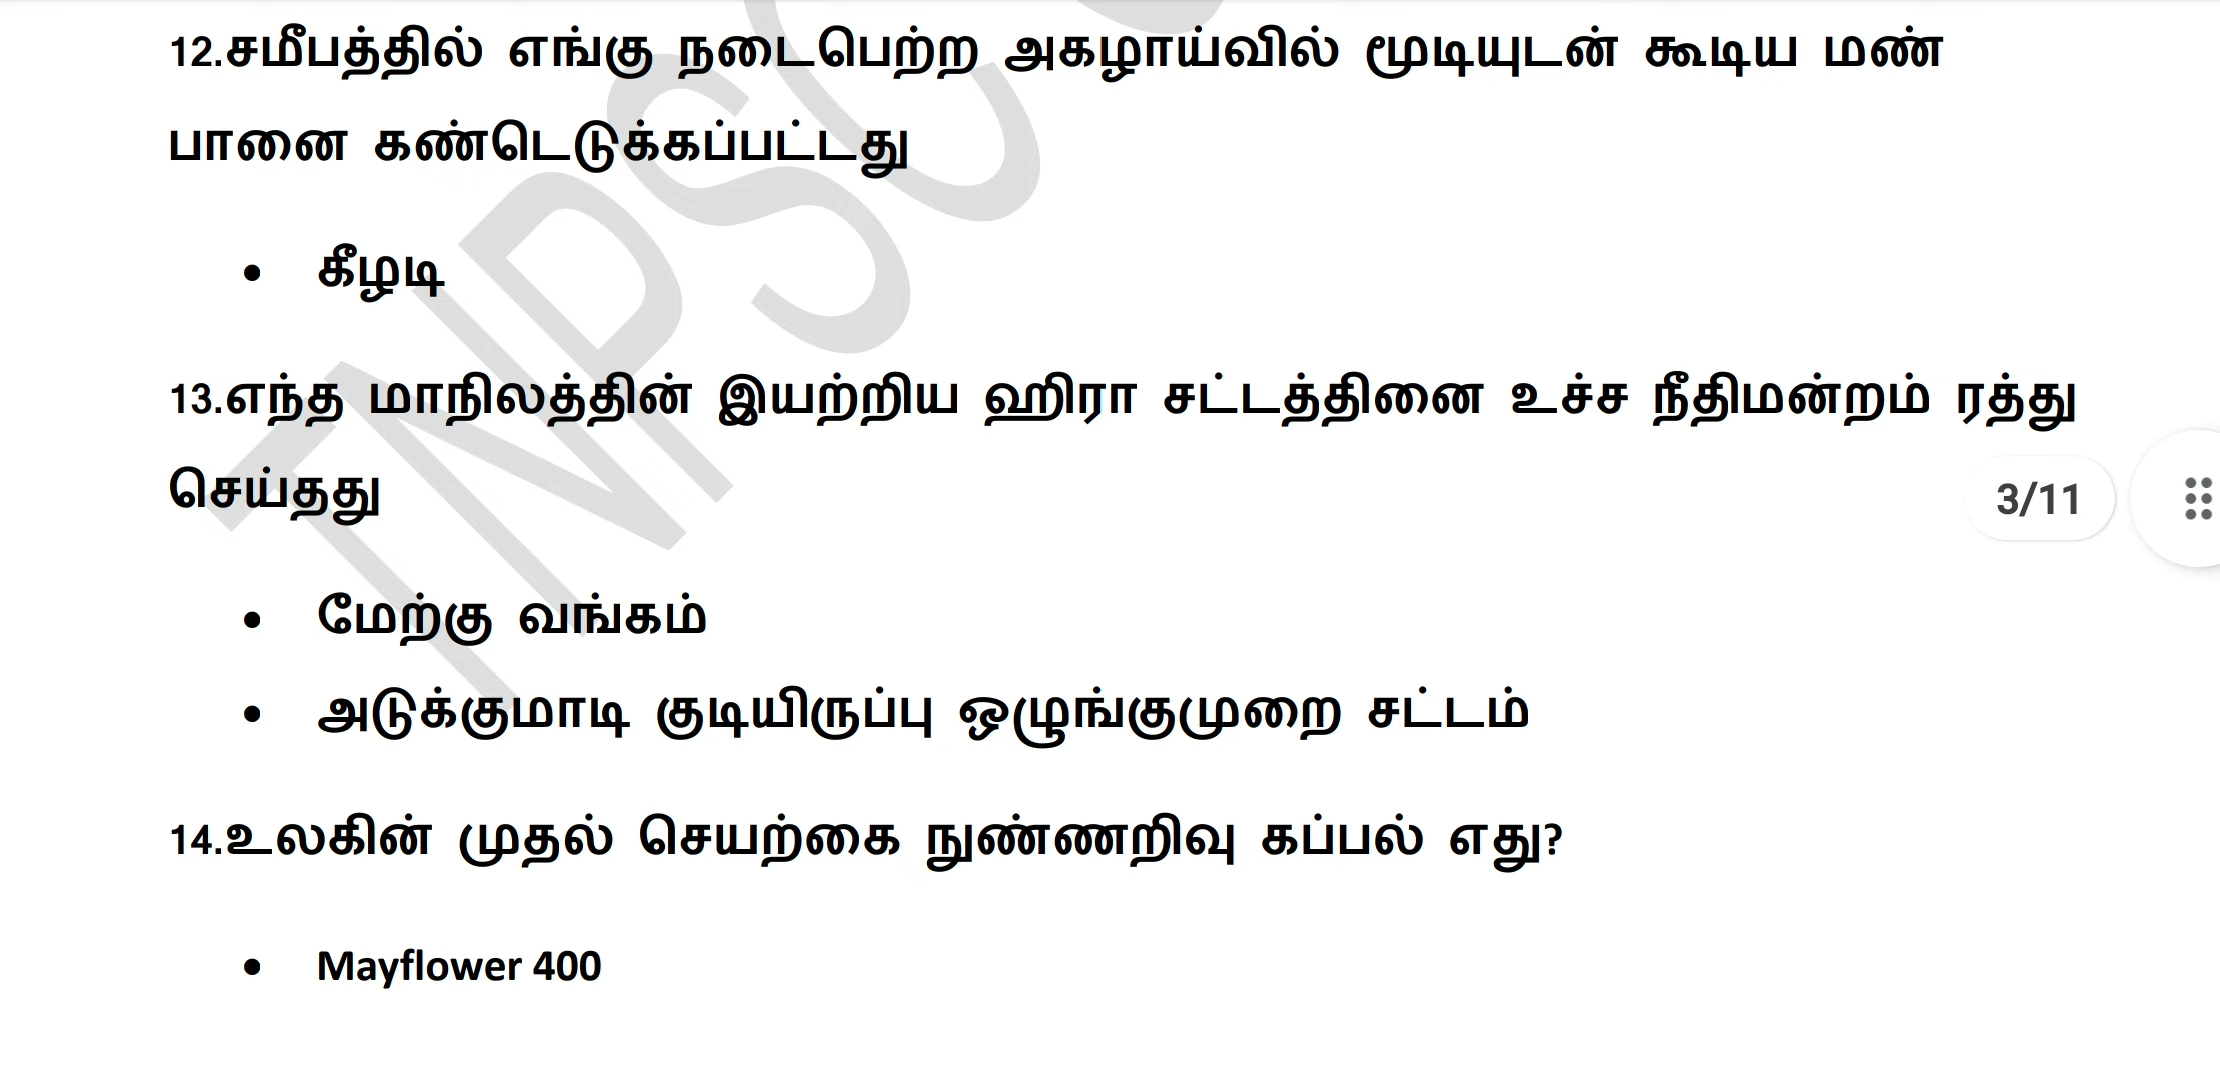 12.சமீபத்தில் எங்கு நடைபெற்ற அகழாய்வில் மூடியுடன் கூடிய மண்
பானை கண்டெடுக்கப்பட்டது
• கீழடி
13.எந்த மாநிலத்தின் இயற்றிய ஹிரா சட்டத்தினை உச்ச நீதிமன்றம் ரத்து
செய்தது
3/11
• மேற்கு வங்கம்
• அடுக்குமாடி குடியிருப்பு ஒழுங்குமுறை சட்டம்
14.உலகின் முதல் செயற்கை நுண்ணறிவு கப்பல் எது?
• Mayflower 400
TNPSC